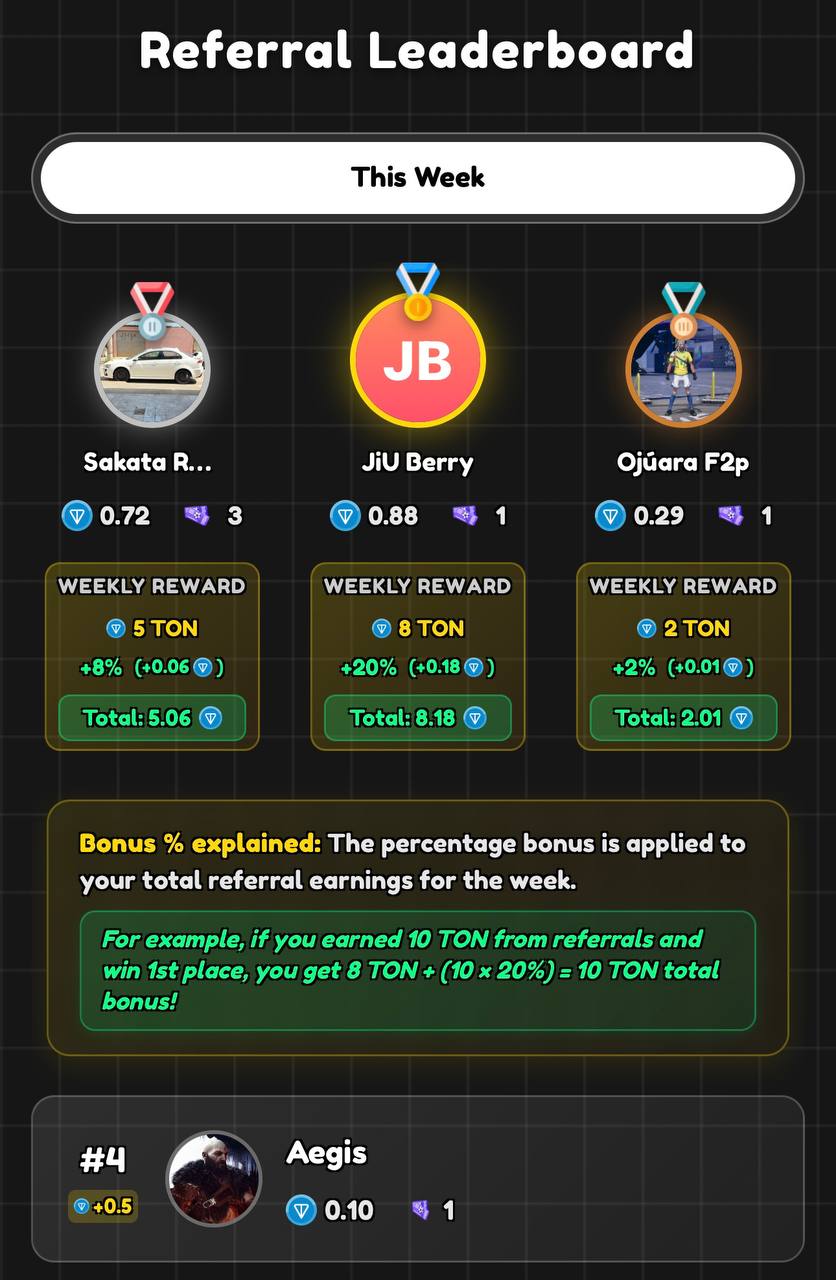 Referral Leaderboard
This Week
II
JB
I
III
Sakata R...
JiU Berry
Ojúara F2p
0.72 3
0.88 1
0.29 1
WEEKLY REWARD
5 TON
+8% (+0.06)
Total: 5.06
WEEKLY REWARD
8 TON
+20% (+0.18)
Total: 8.18
WEEKLY REWARD
2 TON
+2% (+0.01)
Total: 2.01
Bonus % explained: The percentage bonus is applied to
your total referral earnings for the week.
For example, if you earned 10 TON from referrals and
win 1st place, you get 8 TON + (10 x 20%) = 10 TON total
bonus!
#4
+0.5
Aegis
0.10 1